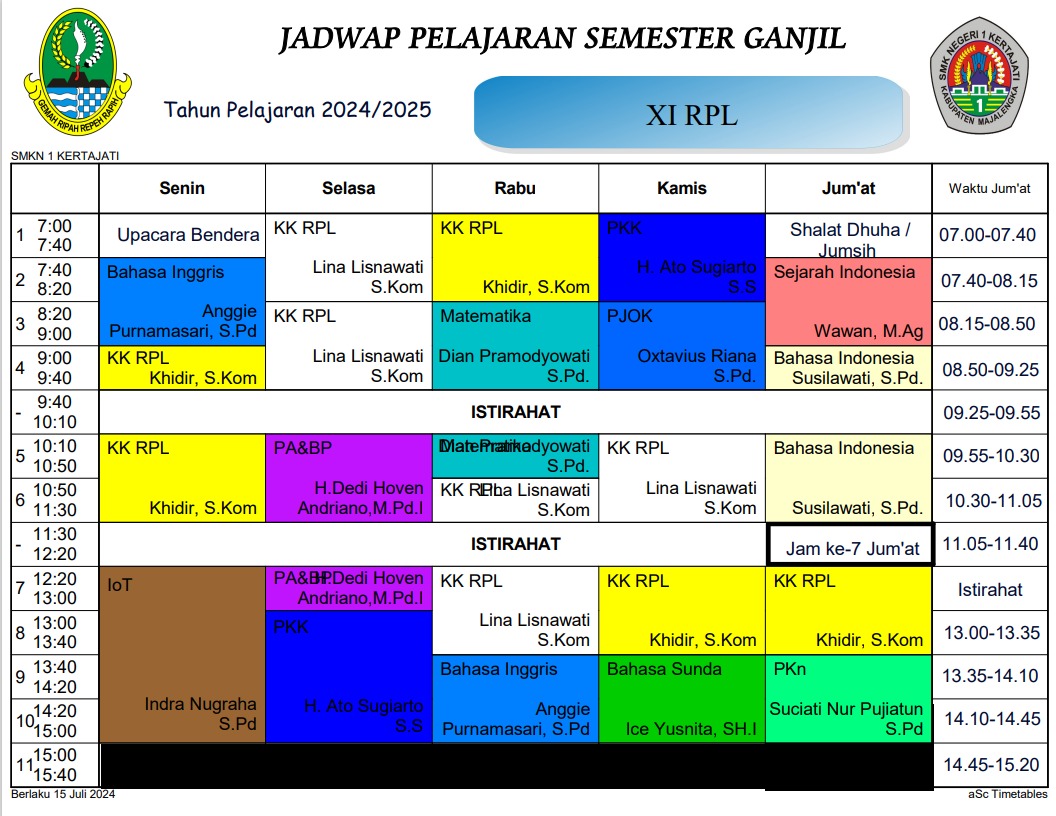 JADWAP PELAJARAN SEMESTER GANJIL
Tahun Pelajaran 2024/2025
XI RPL
GEMAH RIPAH REPEH RAPIH
SMK NEGERI 1 KERTAJATI
KABUPATEN MAJALENGKA
1
SMKN 1 KERTAJATI
Senin Selasa Rabu Kamis Jum'at Waktu Jum'at
1 7:00 7:40
Upacara Bendera
KK RPL
Lina Lisnawati
S.Kom
KK RPL
Khidir, S.Kom
PKK
H. Ato Sugiarto
S.S
Shalat Dhuha /
Jumsih
07.00-07.40
2 7:40 8:20
Bahasa Inggris
Anggie
Purnamasari, S.Pd
Sejarah Indonesia
Wawan, M.Ag
07.40-08.15
3 8:20 9:00
KK RPL
Lina Lisnawati
S.Kom
Matematika
Dian Pramodyowati
S.Pd.
PJOK
Oxtavius Riana
S.Pd.
08.15-08.50
4 9:00 9:40
KK RPL
Khidir, S.Kom
Bahasa Indonesia
Susilawati, S.Pd.
08.50-09.25
- 9:40 10:10
ISTIRAHAT
09.25-09.55
5 10:10 10:50
KK RPL
Khidir, S.Kom
PA&BP
H.Dedi Hoven
Andriano,M.Pd.I
Matematika
Dian Pramodyowati
S.Pd.
KK RPL
Lina Lisnawati
S.Kom
Bahasa Indonesia
Susilawati, S.Pd.
09.55-10.30
6 10:50 11:30
KK RPL
Lina Lisnawati
S.Kom
10.30-11.05
- 11:30 12:20
ISTIRAHAT
Jam ke-7 Jum'at
11.05-11.40
7 12:20 13:00
IoT
Indra Nugraha
S.Pd
PA&BP
H.Dedi Hoven
Andriano,M.Pd.I
KK RPL
Lina Lisnawati
S.Kom
KK RPL
Khidir, S.Kom
KK RPL
Khidir, S.Kom
Istirahat
8 13:00 13:40
PKK
H. Ato Sugiarto
S.S
13.00-13.35
9 13:40 14:20
Bahasa Inggris
Anggie
Purnamasari, S.Pd
Bahasa Sunda
Ice Yusnita, SH.I
PKn
Suciati Nur Pujiatun
S.Pd
13.35-14.10
10 14:20 15:00
14.10-14.45
11 15:00 15:40
14.45-15.20
Berlaku 15 Juli 2024
aSc Timetables